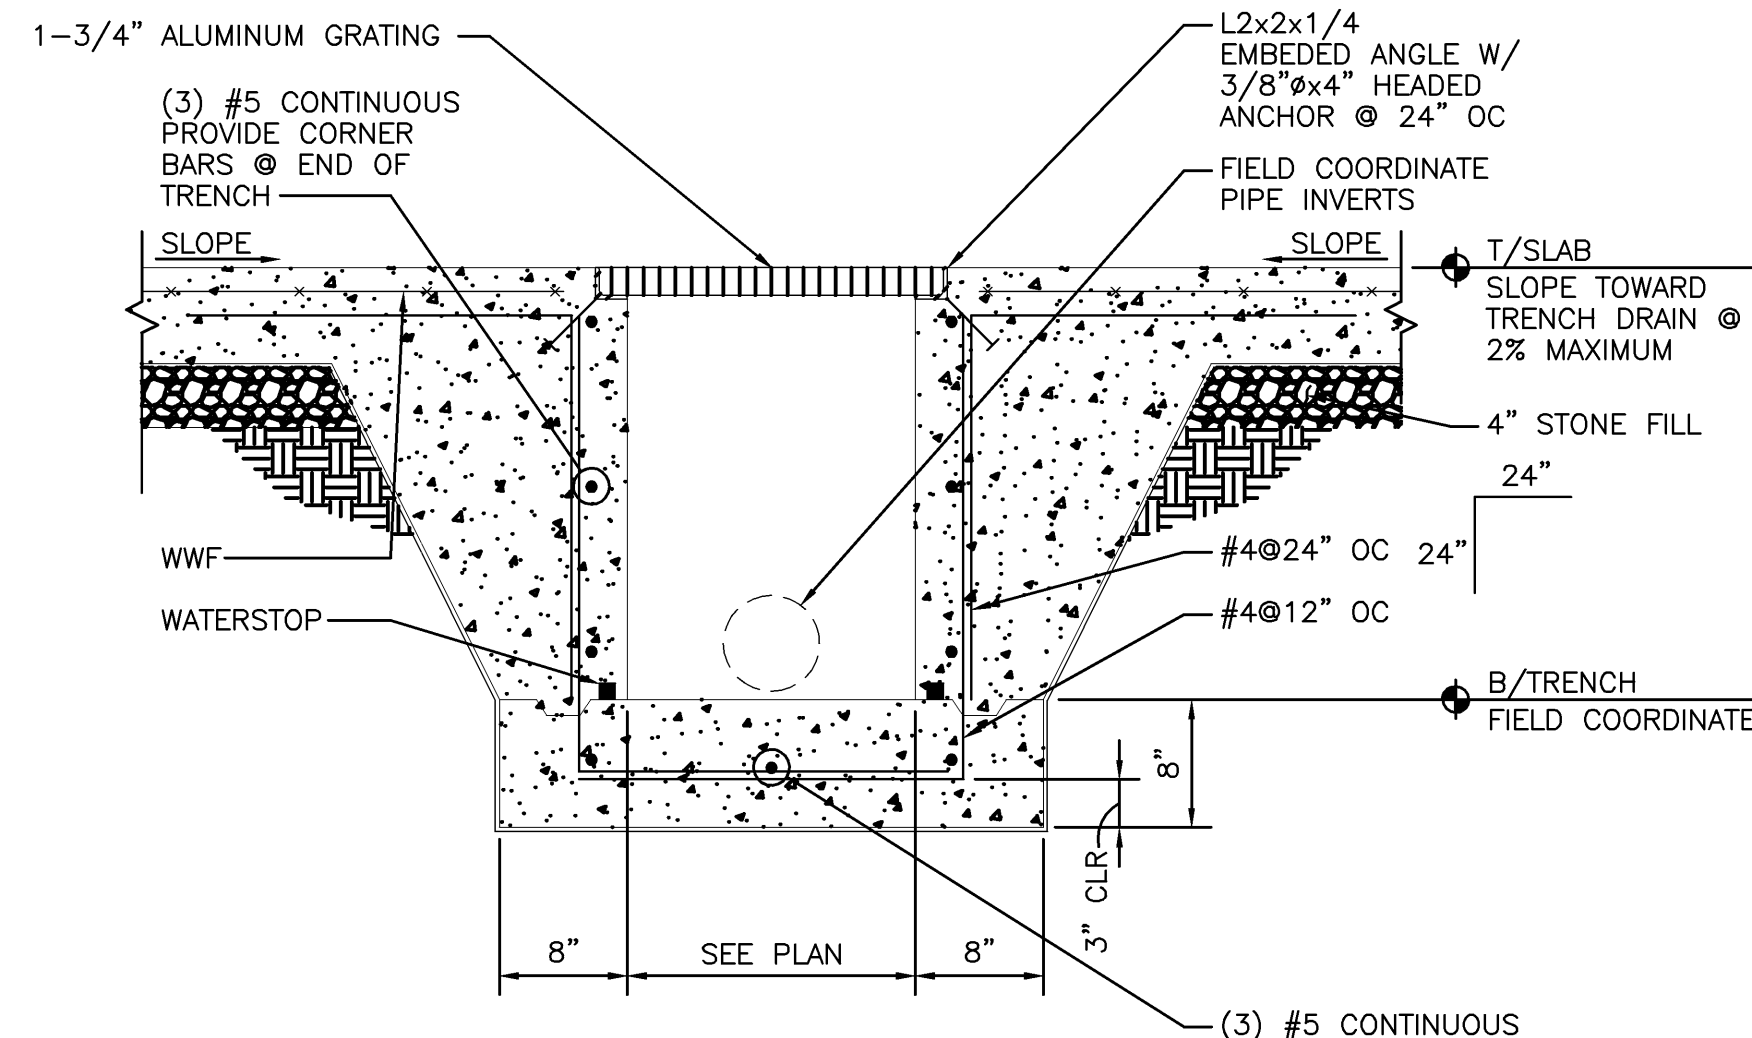 1-3/4" ALUMINUM GRATING
(3) #5 CONTINUOUS
PROVIDE CORNER
BARS @ END OF
TRENCH
L2x2x1/4
EMBEDED ANGLE W/
3/8"øx4" HEADED
ANCHOR @ 24" OC
FIELD COORDINATE
PIPE INVERTS
SLOPE
SLOPE
T/SLAB
SLOPE TOWARD
TRENCH DRAIN @
2% MAXIMUM
4" STONE FILL
24"
24"
WWF
#4@24" OC
WATERSTOP
#4@12" OC
B/TRENCH
FIELD COORDINATE
8"
3" CLR
8"
SEE PLAN
8"
(3) #5 CONTINUOUS